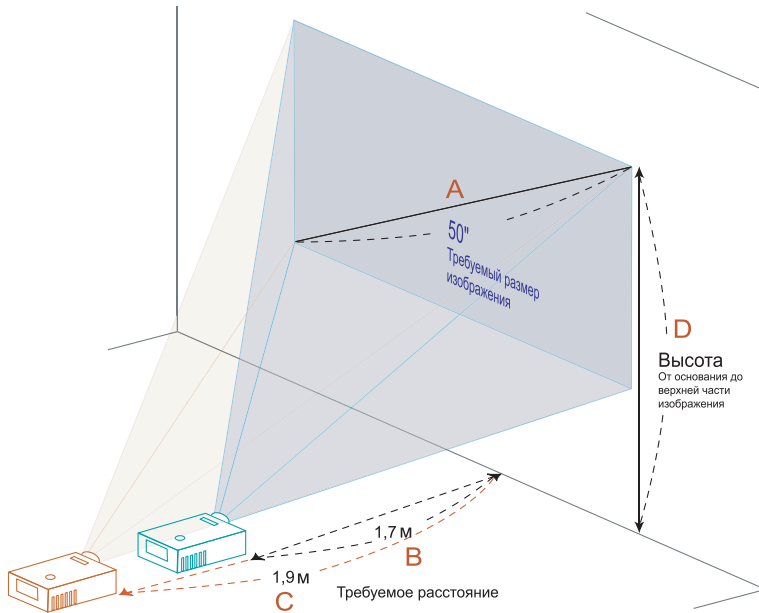 A
50"
Требуемый размер
изображения
D
Высота
От основания до
верхней части
изображения
1,7 м
B
1,9 м
C
Требуемое расстояние